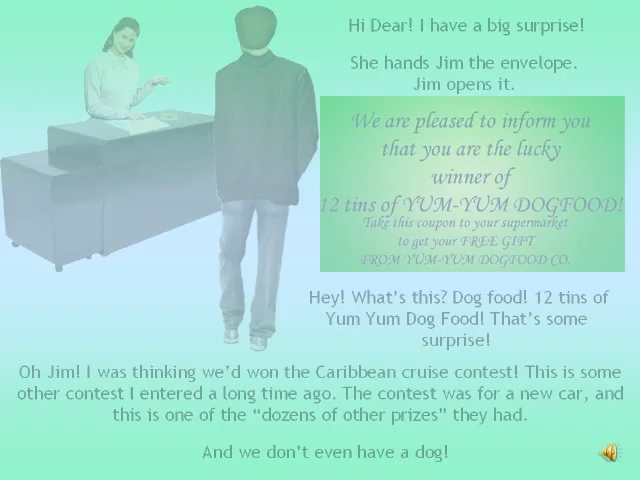 Hi Dear! I have a big surprise!
She hands Jim the envelope.
Jim opens it.
We are pleased to inform you
that you are the lucky
winner of
12 tins of YUM-YUM DOGFOOD!
Take this coupon to your supermarket
to get your FREE GIFT
FROM YUM-YUM DOGFOOD CO.
Hey! What's this? Dog food! 12 tins of
Yum Yum Dog Food! That's some
surprise!
Oh Jim! I was thinking we'd won the Caribbean cruise contest! This is some
other contest I entered a long time ago. The contest was for a new car, and
this is one of the “dozens of other prizes” they had.
And we don't even have a dog!